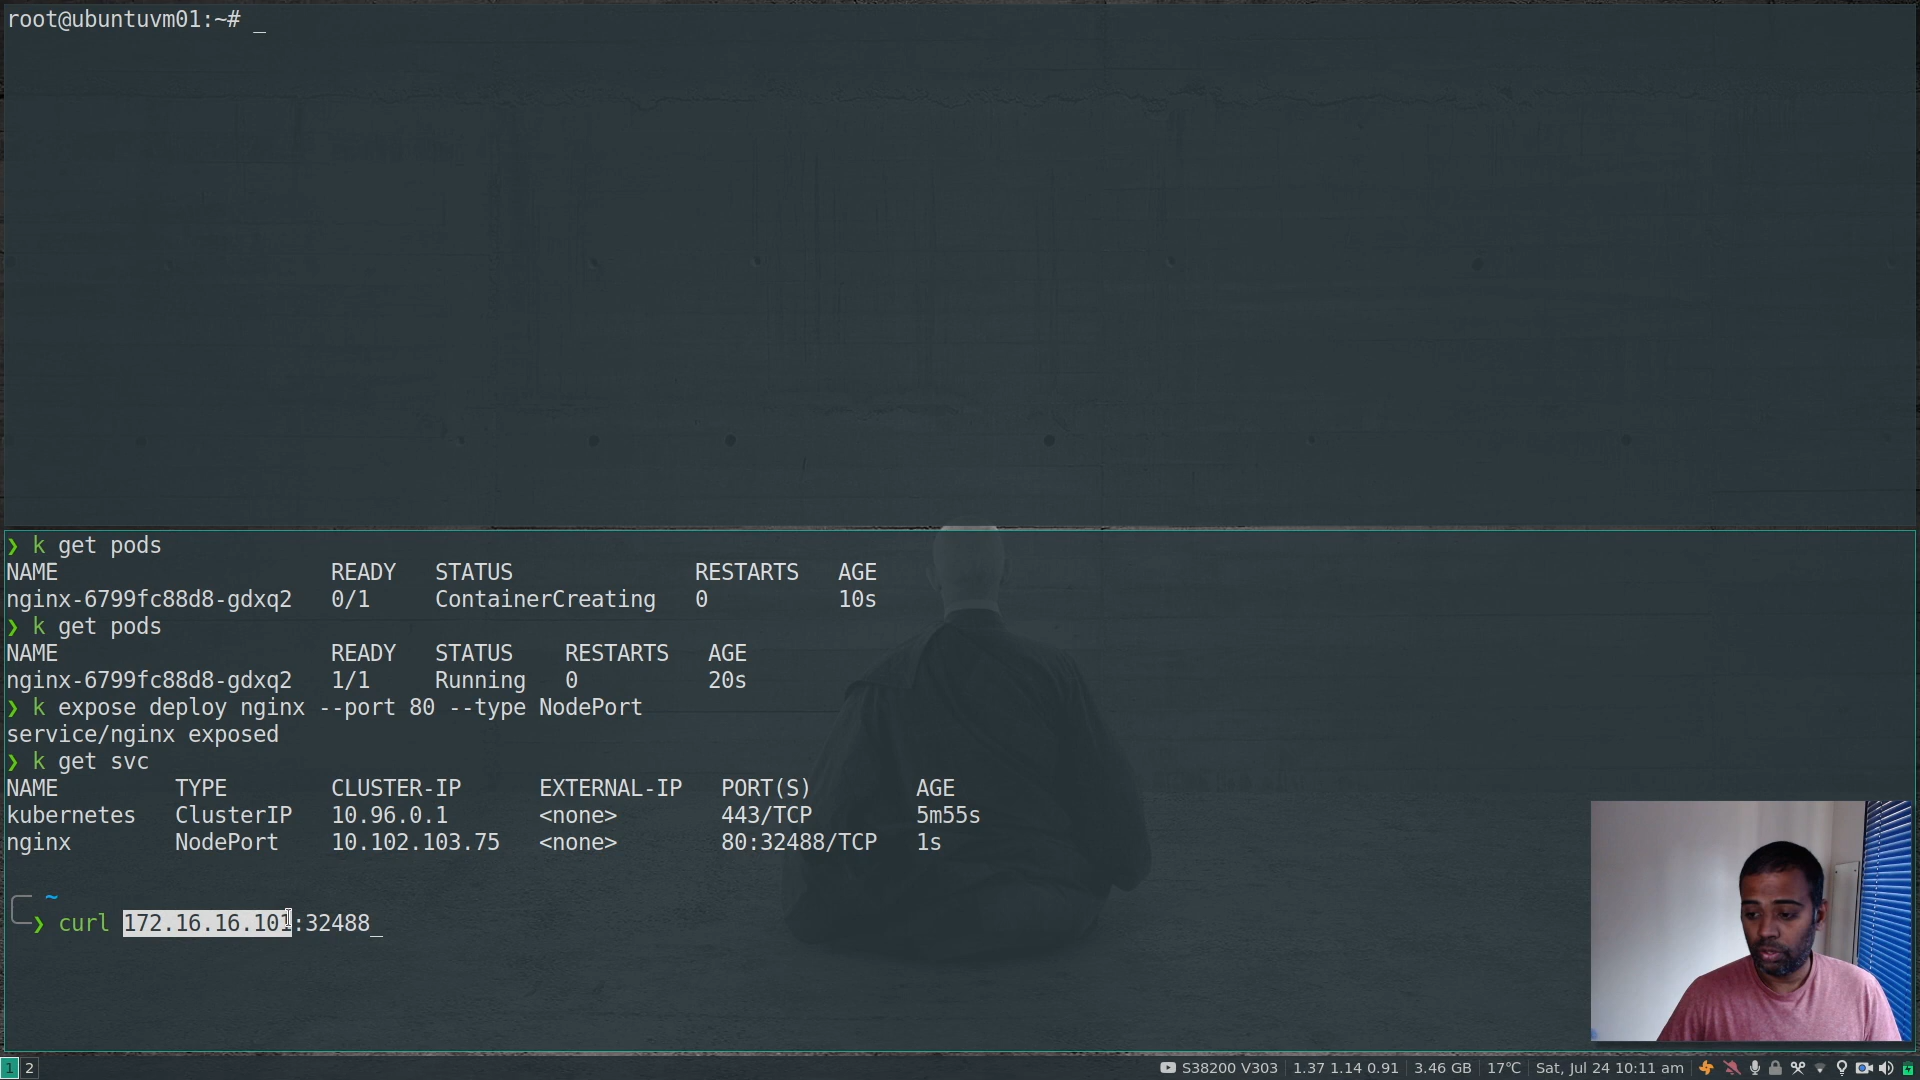 root@ubuntuvm01:~# _
❯ k get pods
NAME READY STATUS RESTARTS AGE
nginx-6799fc88d8-gdxq2 0/1 ContainerCreating 0 10s
❯ k get pods
NAME READY STATUS RESTARTS AGE
nginx-6799fc88d8-gdxq2 1/1 Running 0 20s
❯ k expose deploy nginx --port 80 --type NodePort
service/nginx exposed
❯ k get svc
NAME TYPE CLUSTER-IP EXTERNAL-IP PORT(S) AGE
kubernetes ClusterIP 10.96.0.1 <none> 443/TCP 5m55s
nginx NodePort 10.102.103.75 <none> 80:32488/TCP 1s
~
❯ curl 172.16.16.101:32488_
1 2 S38200 V303 1.37 1.14 0.91 3.46 GB 17℃ Sat, Jul 24 10:11 am